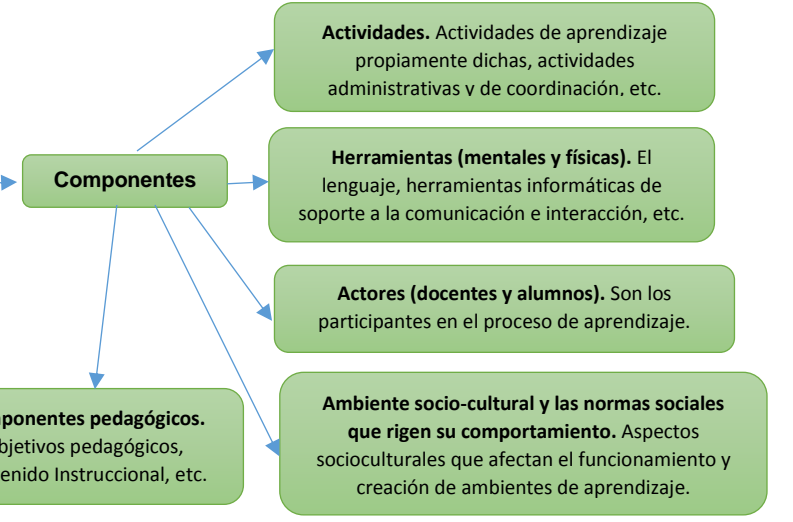 Actividades. Actividades de aprendizaje
propiamente dichas, actividades
administrativas y de coordinación, etc.
Componentes
Herramientas (mentales y físicas). El
lenguaje, herramientas informáticas de
soporte a la comunicación e interacción, etc.
Actores (docentes y alumnos). Son los
participantes en el proceso de aprendizaje.
Ambiente socio-cultural y las normas sociales
que rigen su comportamiento. Aspectos
socioculturales que afectan el funcionamiento y
creación de ambientes de aprendizaje.
pedagógicos.
pedagógicos,
Instruccional, etc.